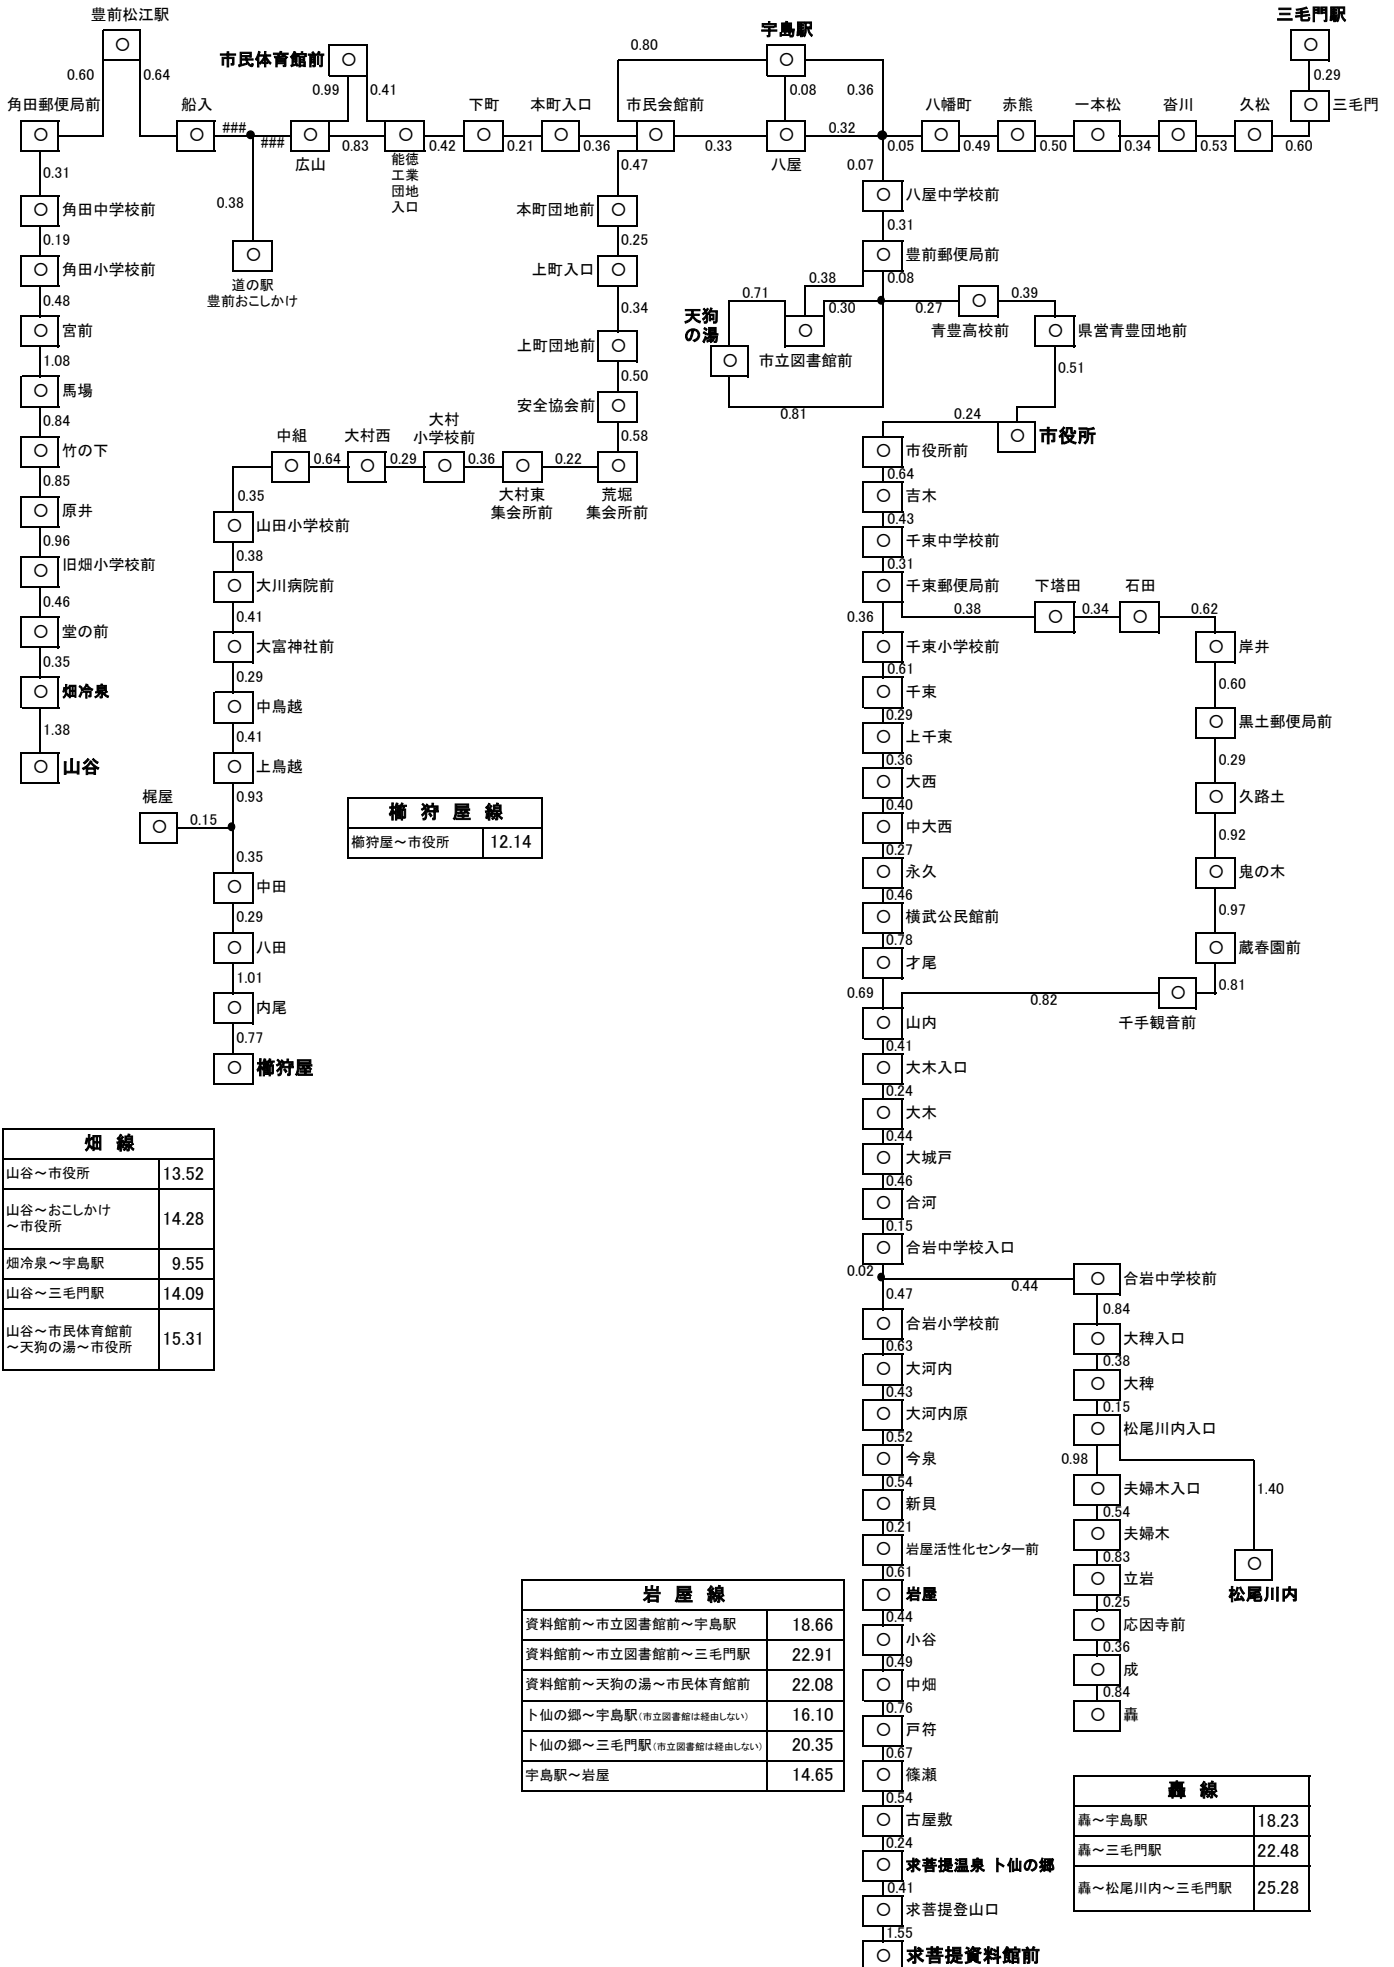 豊前松江駅
0.60
0.64
角田郵便局前
船入
###
###
0.38
道の駅
豊前おこしかけ
広山
市民体育館前
0.99
0.41
0.83
能徳
工業
団地
入口
0.42
下町
0.21
本町入口
0.36
市民会館前
0.80
宇島駅
0.08
0.36
0.33
八屋
0.32
0.05
八幡町
0.49
赤熊
0.50
一本松
0.34
沓川
0.53
久松
0.60
三毛門
0.29
三毛門駅
0.31
角田中学校前
0.19
角田小学校前
0.48
宮前
1.08
馬場
0.84
竹の下
0.85
原井
0.96
旧畑小学校前
0.46
堂の前
0.35
畑冷泉
1.38
山谷
0.47
本町団地前
0.25
上町入口
0.34
上町団地前
0.50
安全協会前
0.58
荒堀
集会所前
0.22
大村東
集会所前
0.36
大村
小学校前
0.29
大村西
0.64
中組
0.35
山田小学校前
0.38
大川病院前
0.41
大富神社前
0.29
中鳥越
0.41
上鳥越
0.93
梶屋
0.15
0.35
中田
0.29
八田
1.01
内尾
0.77
櫛狩屋
櫛狩屋線
櫛狩屋～市役所 12.14
0.07
八屋中学校前
0.31
豊前郵便局前
0.08
0.38
0.30
市立図書館前
0.71
天狗
の湯
0.81
0.27
青豊高校前
0.39
県営青豊団地前
0.51
市役所
0.24
市役所前
0.64
吉木
0.43
千束中学校前
0.31
千束郵便局前
0.36
千束小学校前
0.61
千束
0.29
上千束
0.36
大西
0.40
中大西
0.27
永久
0.46
横武公民館前
0.78
才尾
0.69
山内
0.38
下塔田
0.34
石田
0.62
岸井
0.60
黒土郵便局前
0.29
久路土
0.92
鬼の木
0.97
蔵春園前
0.81
千手観音前
0.82
0.41
大木入口
0.24
大木
0.44
大城戸
0.46
合河
0.15
合岩中学校入口
0.02
0.47
合岩小学校前
0.63
大河内
0.43
大河内原
0.52
今泉
0.54
新貝
0.21
岩屋活性化センター前
0.61
岩屋
0.44
小谷
0.49
中畑
0.76
戸符
0.67
篠瀬
0.54
古屋敷
0.24
求菩提温泉 卜仙の郷
0.41
求菩提登山口
1.55
求菩提資料館前
0.44
合岩中学校前
0.84
大稗入口
0.38
大稗
0.15
松尾川内入口
1.40
松尾川内
0.98
夫婦木入口
0.54
夫婦木
0.83
立岩
0.25
応因寺前
0.36
成
0.84
轟
畑線
山谷～市役所 13.52
山谷～おこしかけ
～市役所 14.28
畑冷泉～宇島駅 9.55
山谷～三毛門駅 14.09
山谷～市民体育館前
～天狗の湯～市役所 15.31
岩屋線
資料館前～市立図書館前～宇島駅 18.66
資料館前～市立図書館前～三毛門駅 22.91
資料館前～天狗の湯～市民体育館前 22.08
卜仙の郷～宇島駅(市立図書館は経由しない) 16.10
卜仙の郷～三毛門駅(市立図書館は経由しない) 20.35
宇島駅～岩屋 14.65
轟線
轟～宇島駅 18.23
轟～三毛門駅 22.48
轟～松尾川内～三毛門駅 25.28